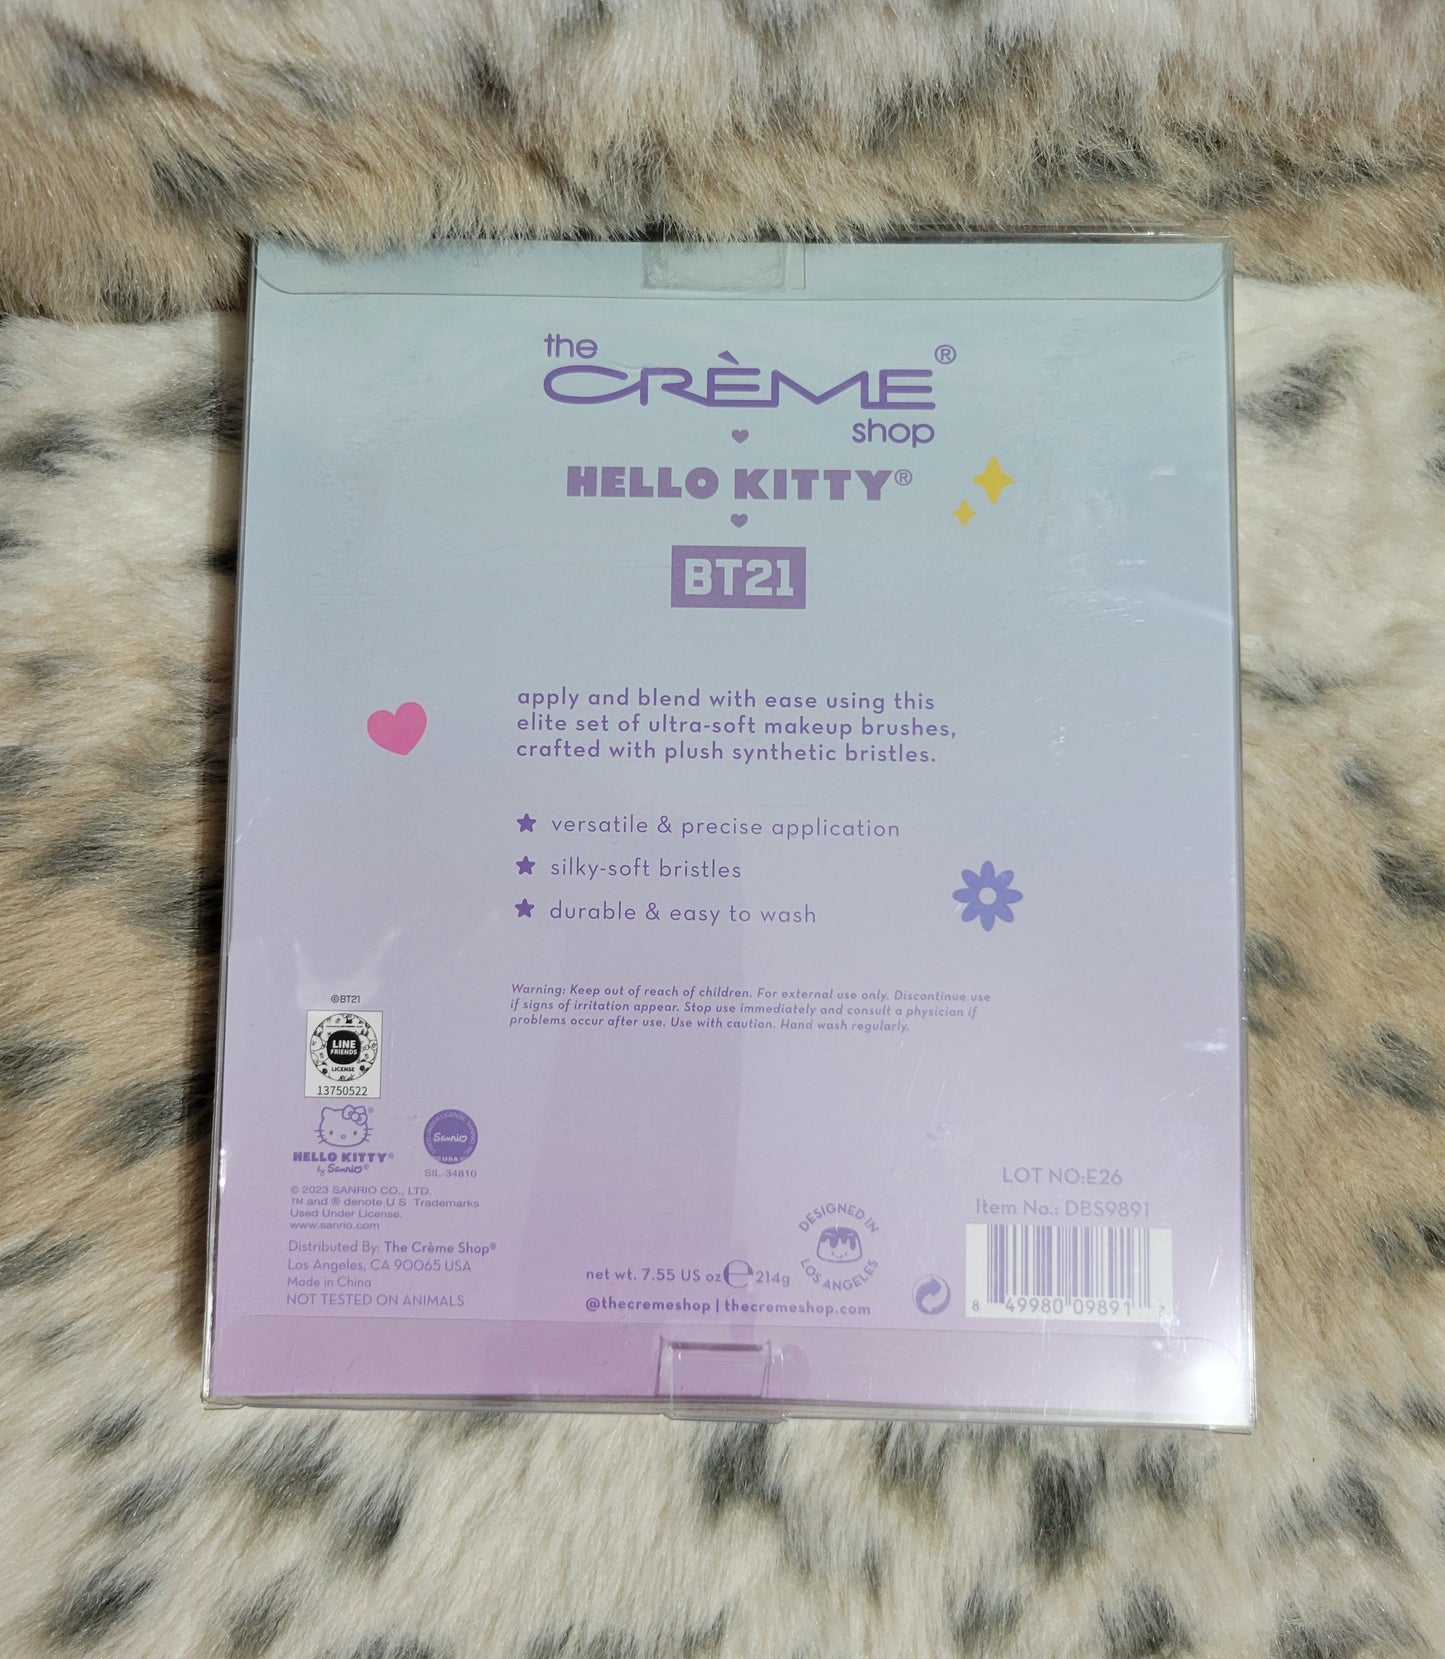 the
CRÈME®
shop
HELLO KITTY®
BT21
apply and blend with ease using this
elite set of ultra-soft makeup brushes,
crafted with plush synthetic bristles.
versatile & precise application
silky-soft bristles
durable & easy to wash
Warning: Keep out of reach of children. For external use only. Discontinue use
if signs of irritation appear. Stop use immediately and consult a physician if
problems occur after use. Use with caution. Hand wash regularly.
©BT21
LINE
FRIENDS
LICENSE
13750522
HELLO KITTY®
by Sanrio®
Sanrio
USA
SIL-34810
© 2023 SANRIO CO., LTD.
TM and ® denote U S Trademarks
Used Under License.
www.sanrio.com
Distributed By: The Crème Shop®
Los Angeles, CA 90065 USA
Made in China
NOT TESTED ON ANIMALS
net wt. 7.55 US oz e 214g
@thecremeshop | thecremeshop.com
DESIGNED IN
LOS ANGELES
LOT NO:E26
Item No.: DBS9891
8 49980 09891 7